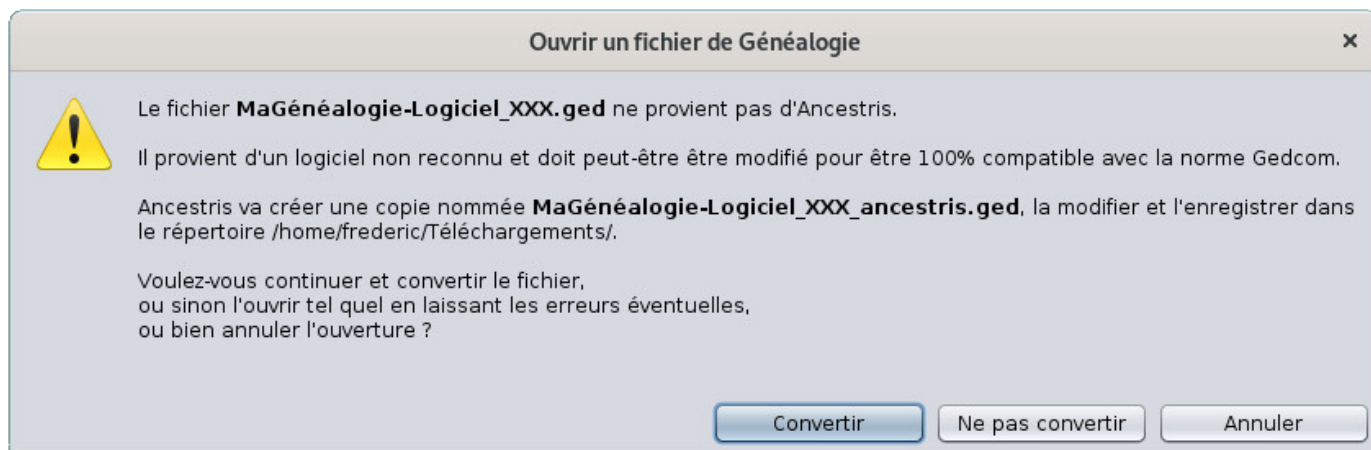 Ouvrir un fichier de Généalogie
Le fichier MaGénéalogie-Logiciel_XXX.ged ne provient pas d'Ancestris.
Il provient d'un logiciel non reconnu et doit peut-être être modifié pour être 100% compatible avec la norme Gedcom.
Ancestris va créer une copie nommée MaGénéalogie-Logiciel_XXX_ancestris.ged, la modifier et l'enregistrer dans
le répertoire /home/frederic/Téléchargements/.
Voulez-vous continuer et convertir le fichier,
ou sinon l'ouvrir tel quel en laissant les erreurs éventuelles,
ou bien annuler l'ouverture ?
Convertir Ne pas convertir Annuler